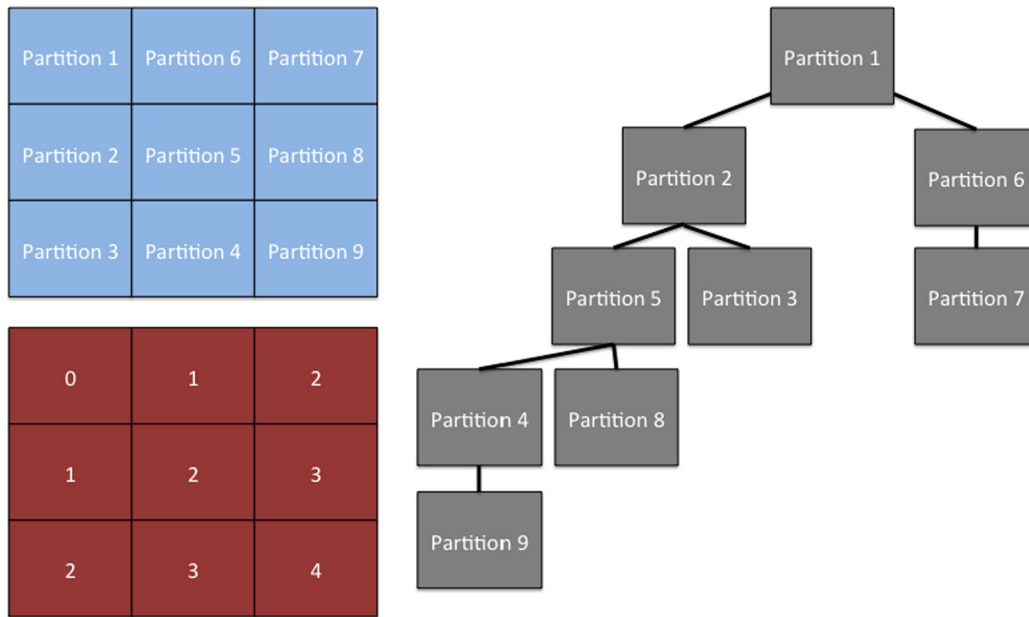 Partition 1 Partition 6 Partition 7
Partition 2 Partition 5 Partition 8
Partition 3 Partition 4 Partition 9
0 1 2
1 2 3
2 3 4
Partition 1
Partition 2 Partition 6
Partition 5 Partition 3 Partition 7
Partition 4 Partition 8
Partition 9